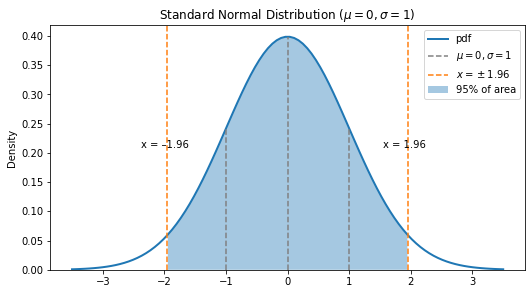 Standard Normal Distribution (μ = 0, σ = 1)
pdf
μ = 0, σ = 1
x = ± 1.96
95% of area
x = –1.96
x = 1.96
Density
0.40
0.35
0.30
0.25
0.20
0.15
0.10
0.05
0.00
−3
−2
−1
0
1
2
3